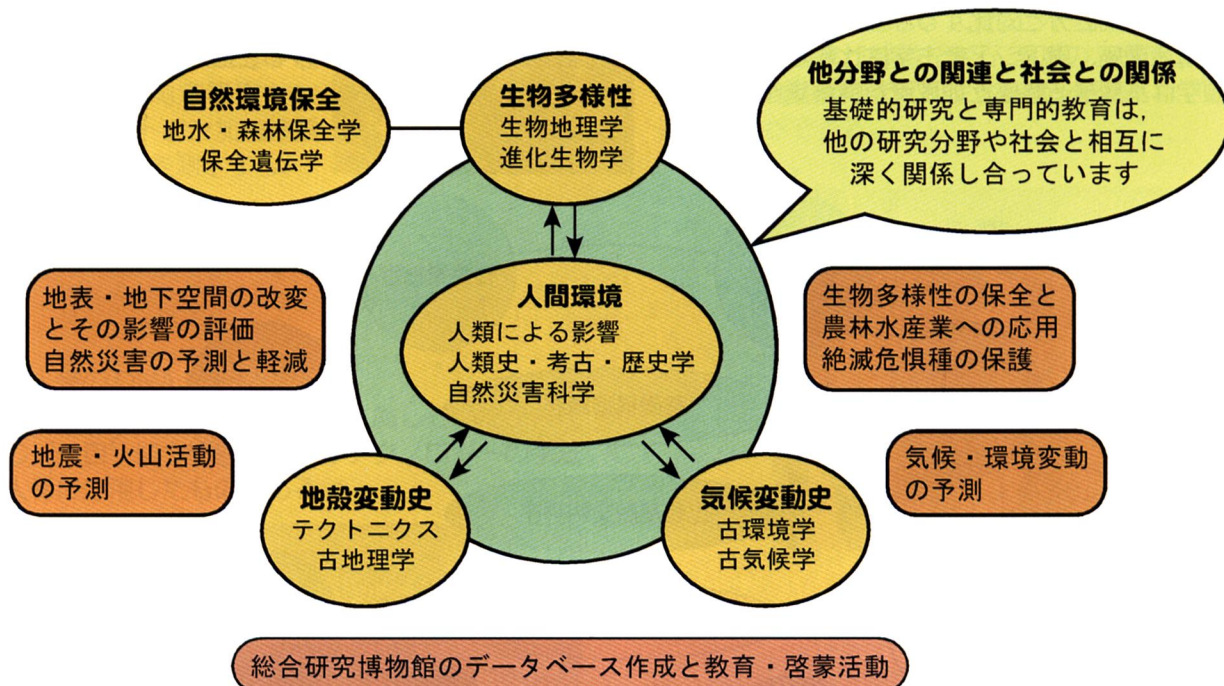 自然環境保全
地水・森林保全学
保全遺伝学
生物多様性
生物地理学
進化生物学
他分野との関連と社会との関係
基礎的研究と専門的教育は,
他の研究分野や社会と相互に
深く関係し合っています
地表・地下空間の改変
とその影響の評価
自然災害の予測と軽減
人間環境
人類による影響
人類史・考古・歴史学
自然災害科学
生物多様性の保全と
農林水産業への応用
絶滅危惧種の保護
地震・火山活動
の予測
地殻変動史
テクトニクス
古地理学
気候変動史
古環境学
古気候学
気候・環境変動
の予測
総合研究博物館のデータベース作成と教育・啓蒙活動